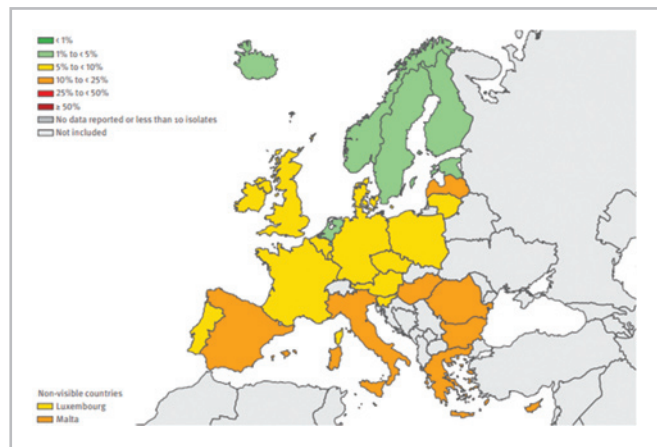 < 1%
1% to < 5%
5% to < 10%
10% to < 25%
25% to < 50%
≥ 50%
No data reported or less than 10 isolates
Not included
Non-visible countries
Luxembourg
Malta